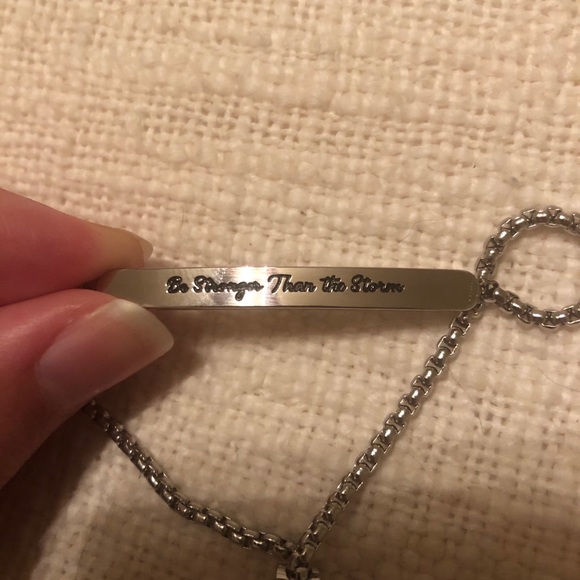 Be Stronger Than the Storm